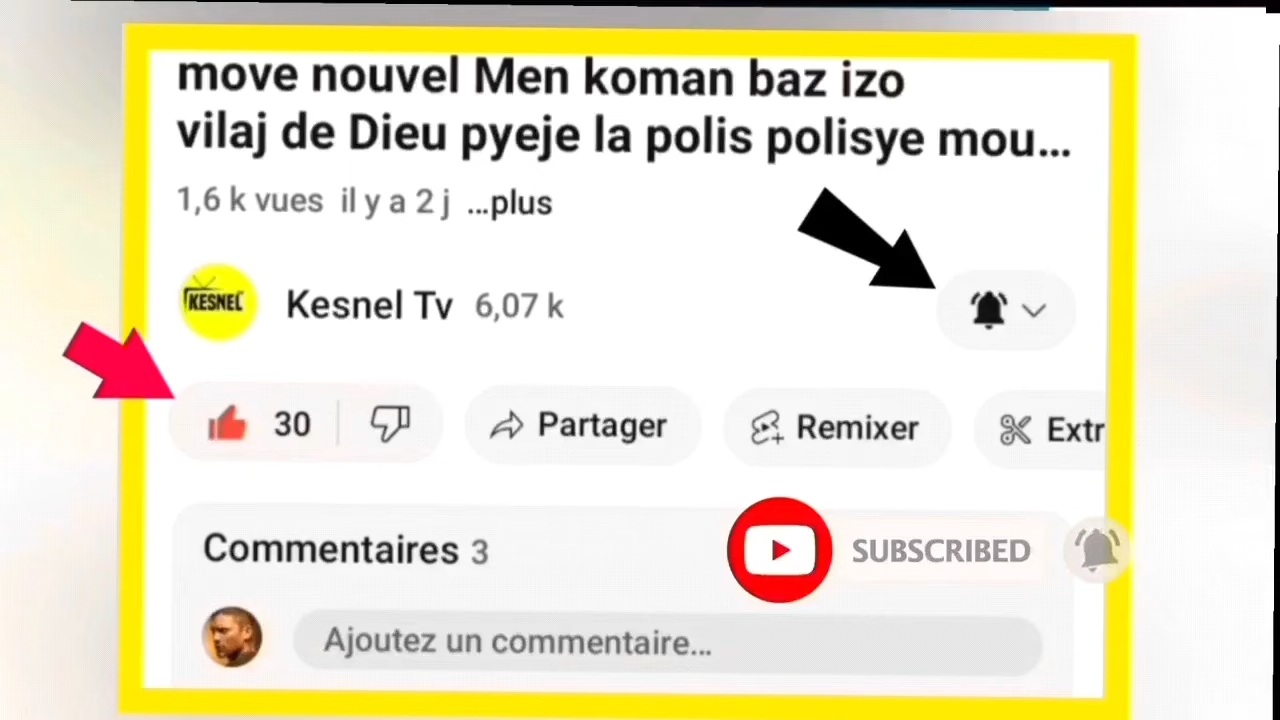 move nouvel Men koman baz izo
vilaj de Dieu pyeje la polis polisye mou...
1,6 k vues il y a 2 j ...plus
KESNEL
Kesnel Tv 6,07 k
30 Partager Remixer Extr
Commentaires 3
SUBSCRIBED
Ajoutez un commentaire...